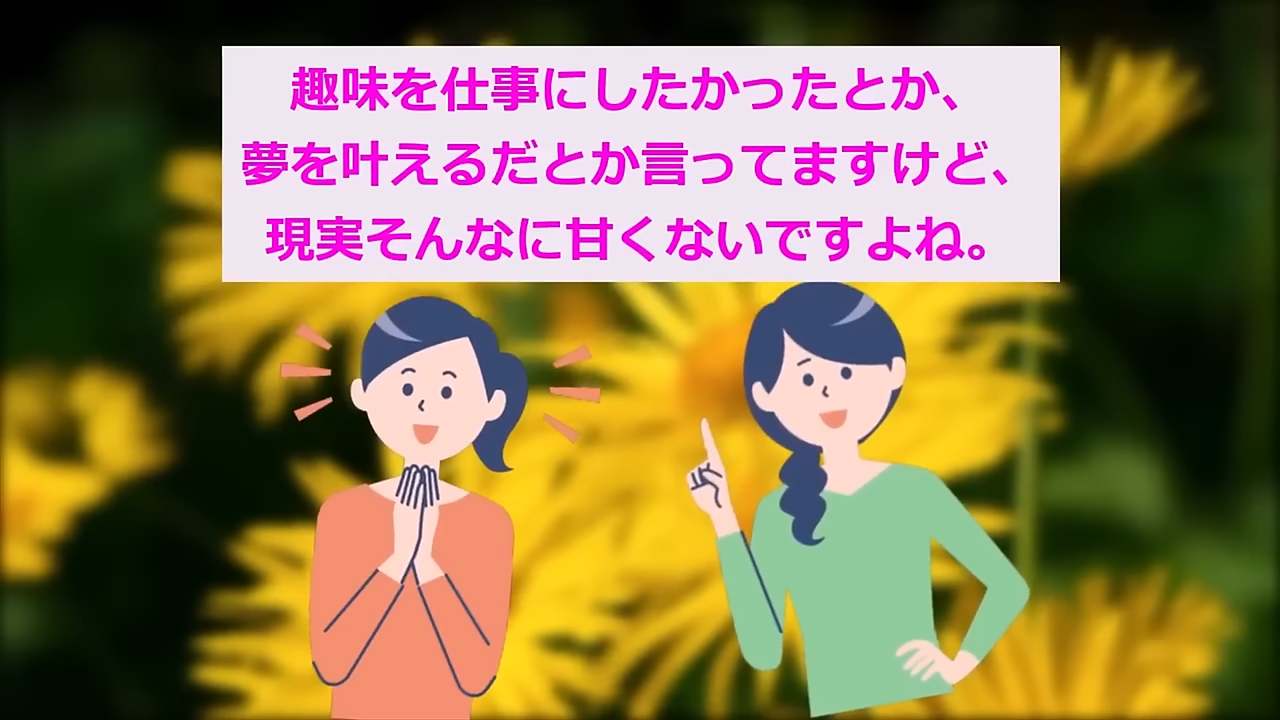 趣味を仕事にしたかったとか、
夢を叶えるだとか言ってますけど、
現実そんなに甘くないですよね。